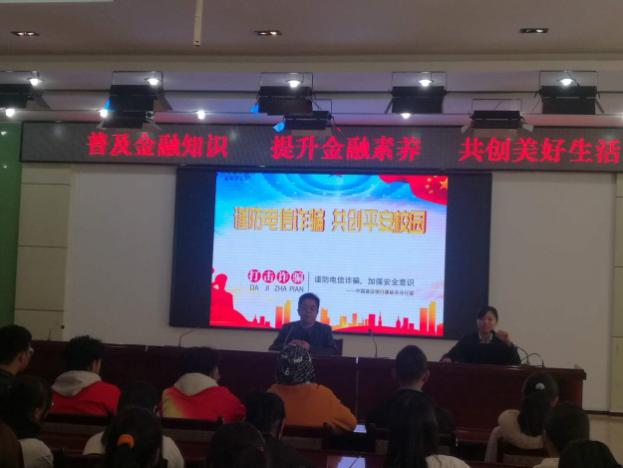 普及金融知识 提升金融素养 共创美好生活
谨防电信诈骗 共创平安校园
打击诈骗
DA JI ZHA PIAN
谨防电信诈骗，加强安全意识